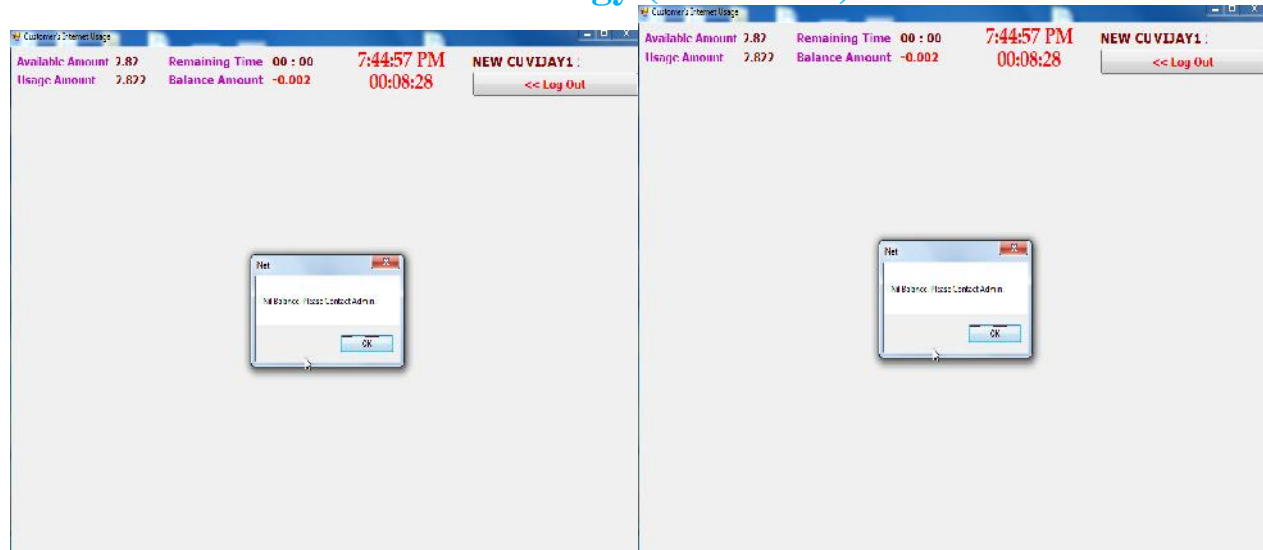 Customer's Internet Usage
Available Amount 2.82 Remaining Time 00 : 00 7:44:57 PM NEW CU VIJAY1 :
Usage Amount 2.822 Balance Amount -0.002 00:08:28 << Log Out
Net
Nil Balance. Please Contact Admin.
OK
Customer's Internet Usage
Available Amount 2.82 Remaining Time 00 : 00 7:44:57 PM NEW CU VIJAY1 :
Usage Amount 2.822 Balance Amount -0.002 00:08:28 << Log Out
Net
Nil Balance. Please Contact Admin.
OK